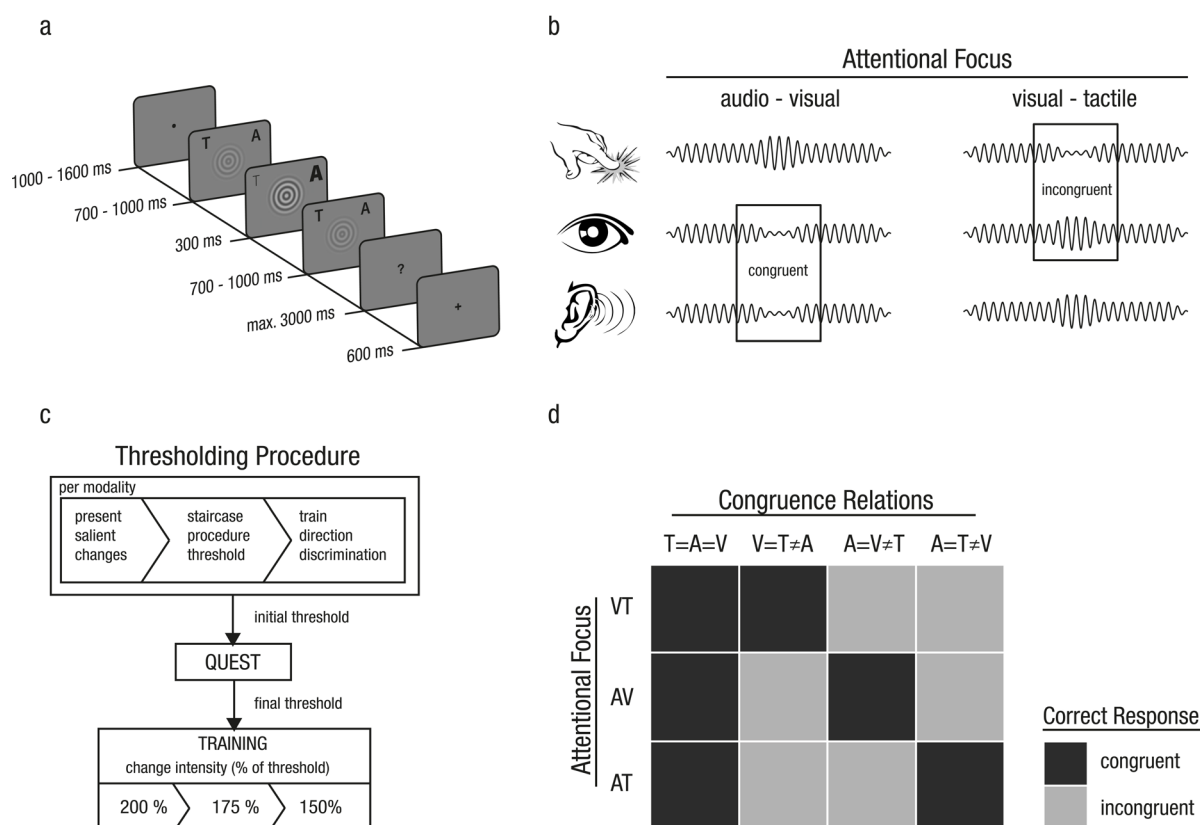 a
T A
T A
T A
?
+
1000 - 1600 ms
700 - 1000 ms
300 ms
700 - 1000 ms
max. 3000 ms
600 ms
b
Attentional Focus
audio - visual
visual - tactile
incongruent
congruent
c
Thresholding Procedure
per modality
present
salient
changes
staircase
procedure
threshold
train
direction
discrimination
initial threshold
QUEST
final threshold
TRAINING
change intensity (% of threshold)
200 %
175 %
150%
d
Congruence Relations
T=A=V V=T≠A A=V≠T A=T≠V
Attentional Focus
VT
AV
AT
Correct Response
congruent
incongruent